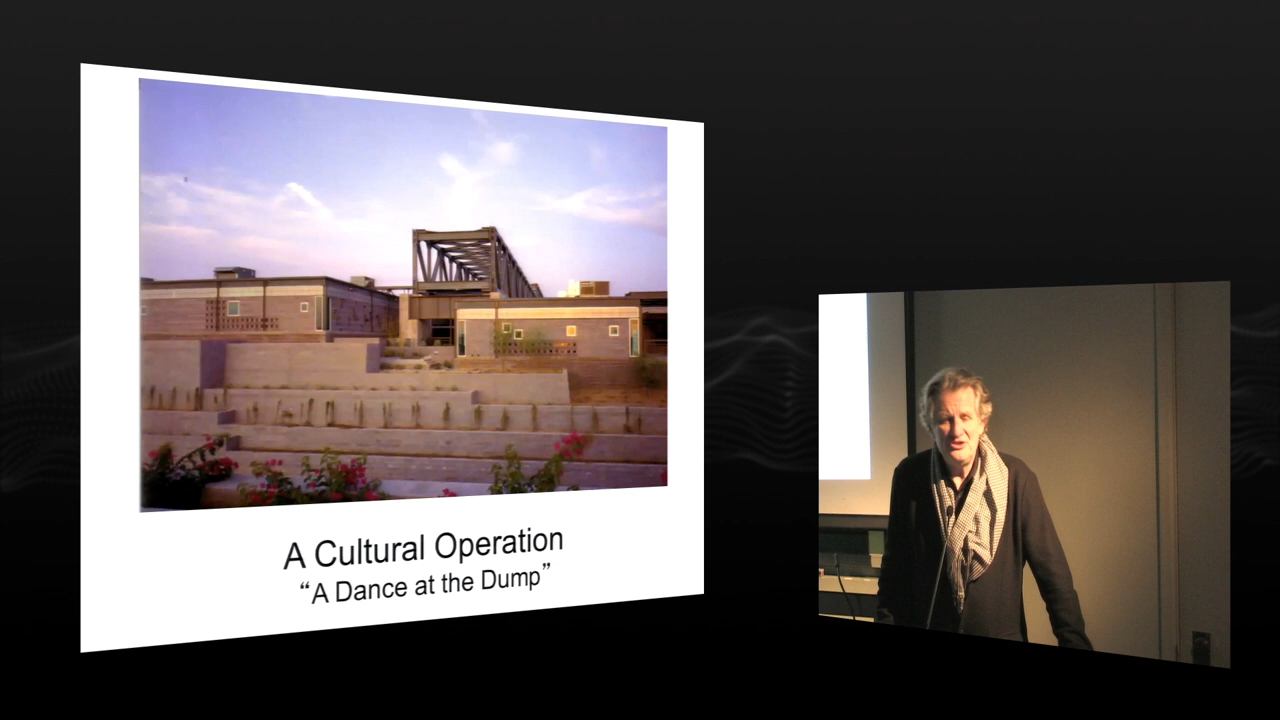 A Cultural Operation
“A Dance at the Dump”